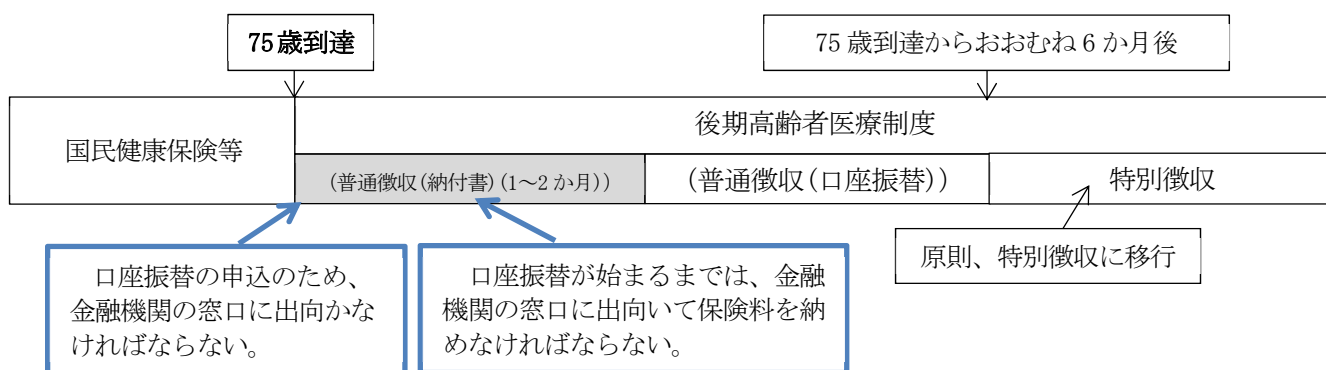 75歳到達
75 歳到達からおおむね 6 か月後
国民健康保険等
後期高齢者医療制度
(普通徴収(納付書)(1～2 か月))
(普通徴収(口座振替))
特別徴収
口座振替の申込のため、
金融機関の窓口に出向かな
ければならない。
口座振替が始まるまでは、金融
機関の窓口に出向いて保険料を納
めなければならない。
原則、特別徴収に移行